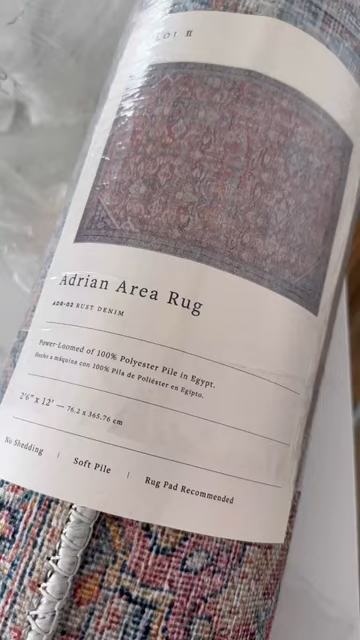 LOI II
Adrian Area Rug
ADR-02 RUST DENIM
Power-Loomed of 100% Polyester Pile in Egypt.
Hecho a máquina con 100% Pila de Poliéster en Egipto.
2'6" x 12' — 76.2 x 365.76 cm
No Shedding | Soft Pile | Rug Pad Recommended